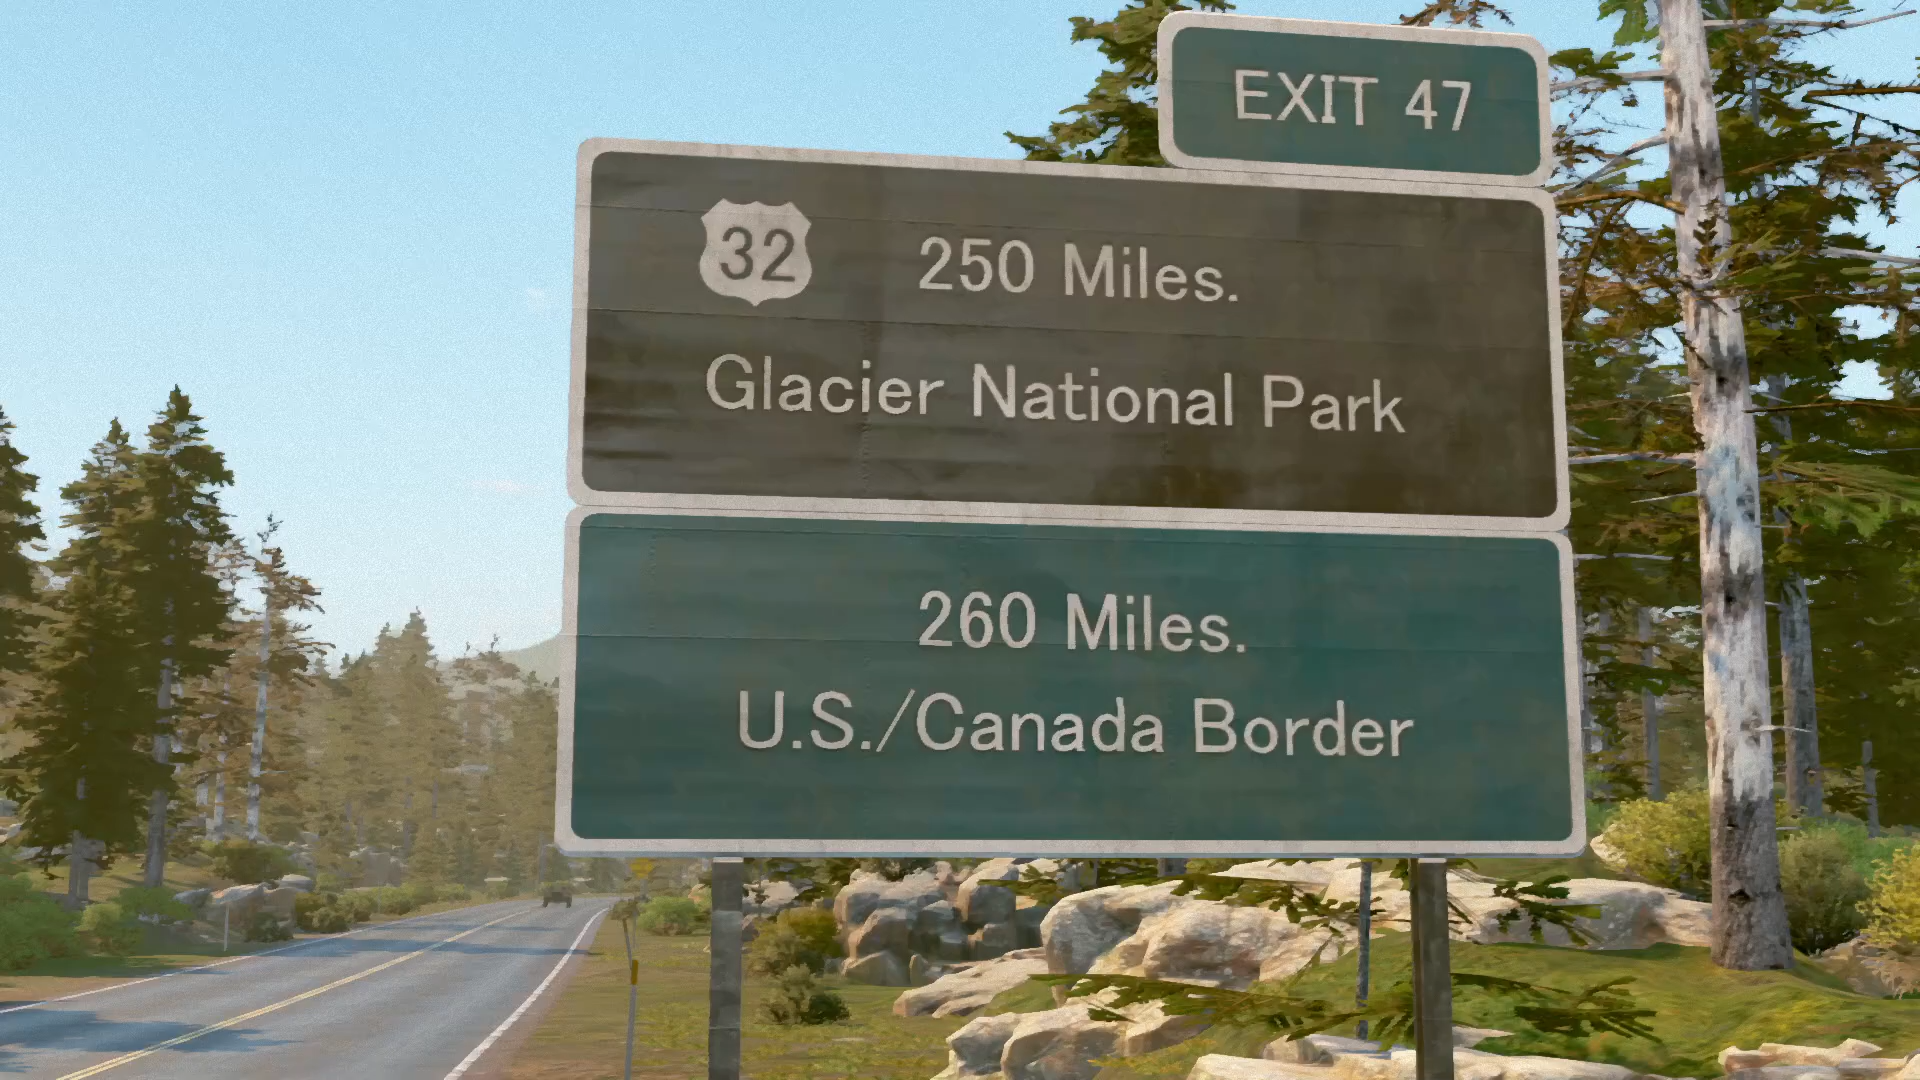 EXIT 47
32 250 Miles.
Glacier National Park
260 Miles.
U.S./Canada Border